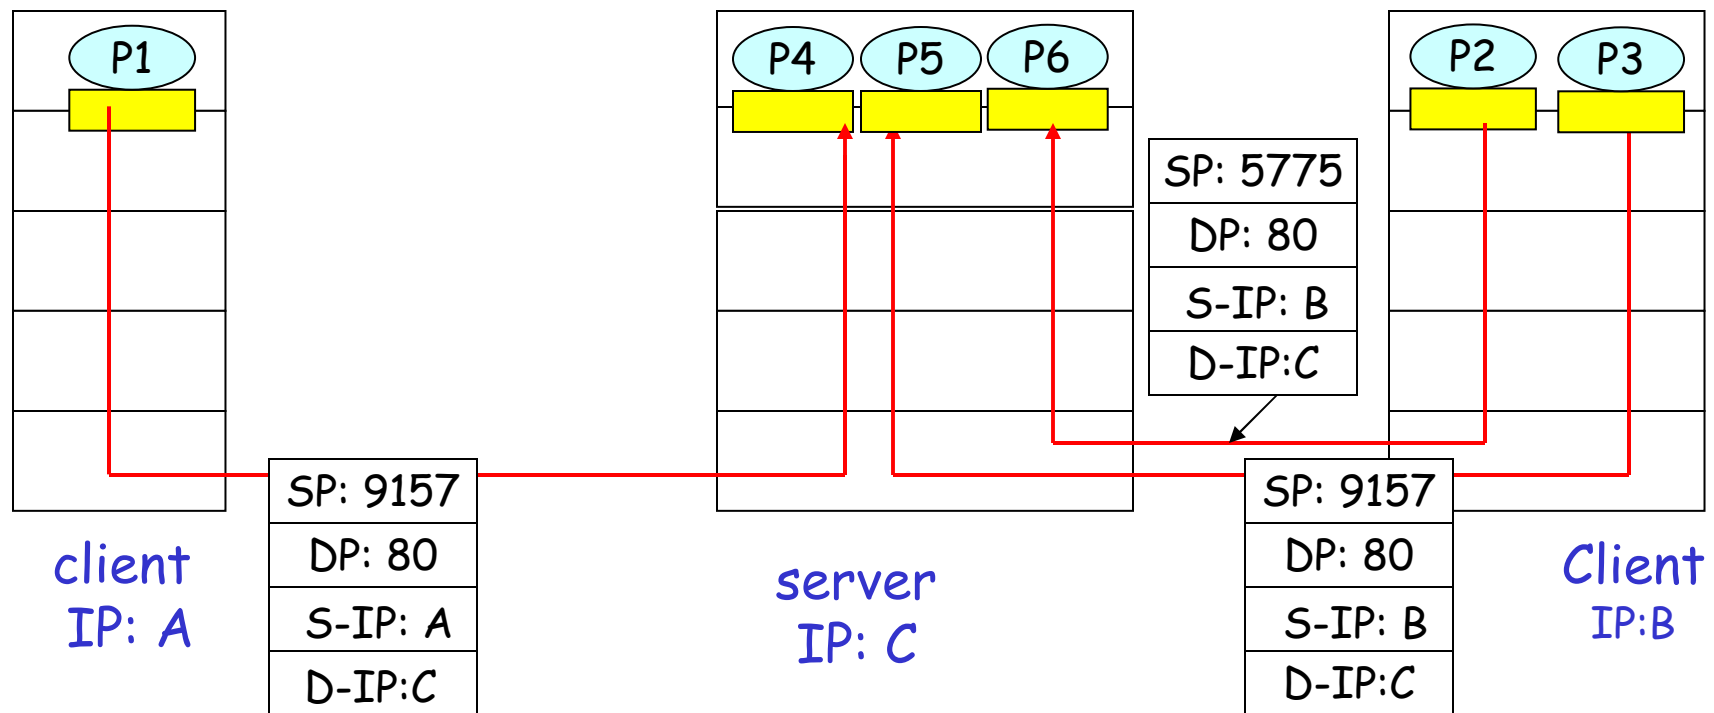 P1
P4
P5
P6
P2
P3
SP: 5775
DP: 80
S-IP: B
D-IP:C
SP: 9157
DP: 80
S-IP: A
D-IP:C
SP: 9157
DP: 80
S-IP: B
D-IP:C
client
IP: A
server
IP: C
Client
IP:B